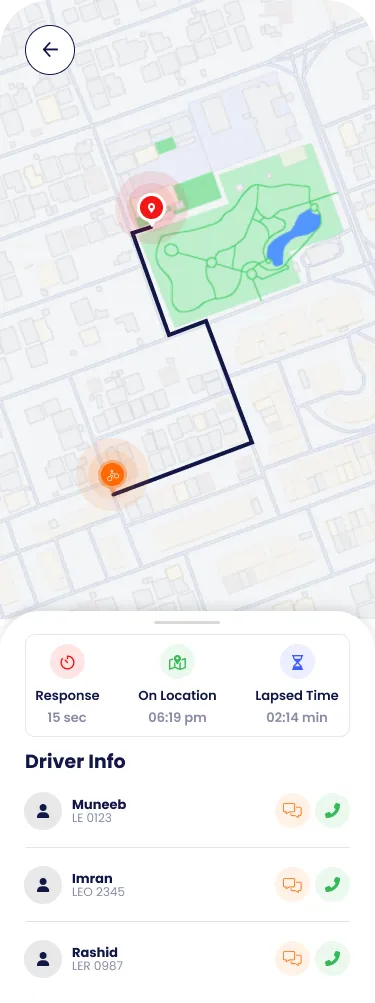 Response
On Location
Lapsed Time
15 sec
06:19 pm
02:14 min
Driver Info
Muneeb
LE 0123
Imran
LEO 2345
Rashid
LER 0987